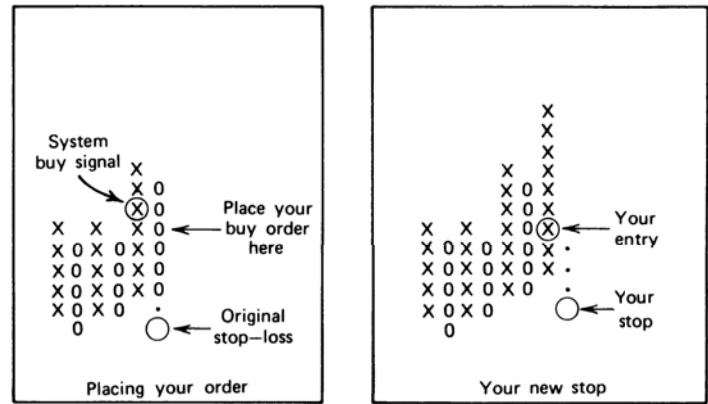 System
buy signal
Place your
buy order
here
Original
stop-loss
Placing your order
Your
entry
Your
stop
Your new stop